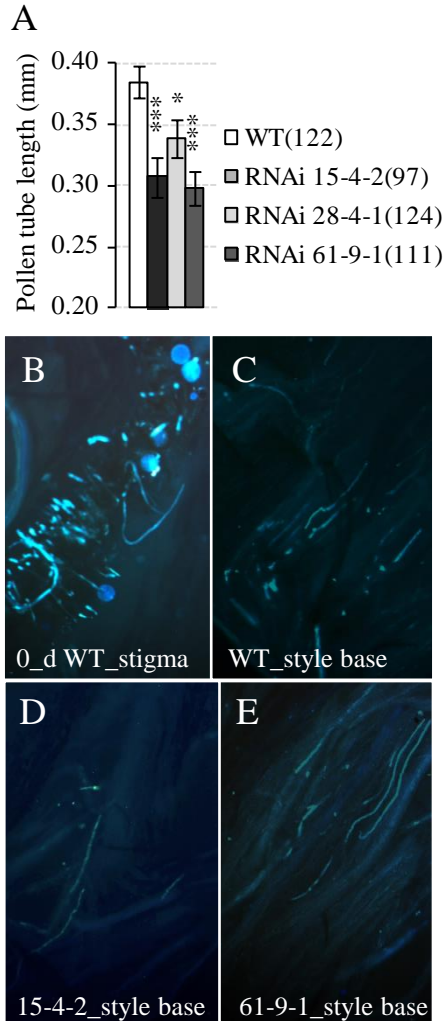 A
Pollen tube length (mm)
0.40
0.35
0.30
0.25
0.20
***
*
***
WT(122)
RNAi 15-4-2(97)
RNAi 28-4-1(124)
RNAi 61-9-1(111)
B
C
0_d WT_stigma
WT_style base
D
E
15-4-2_style base
61-9-1_style base